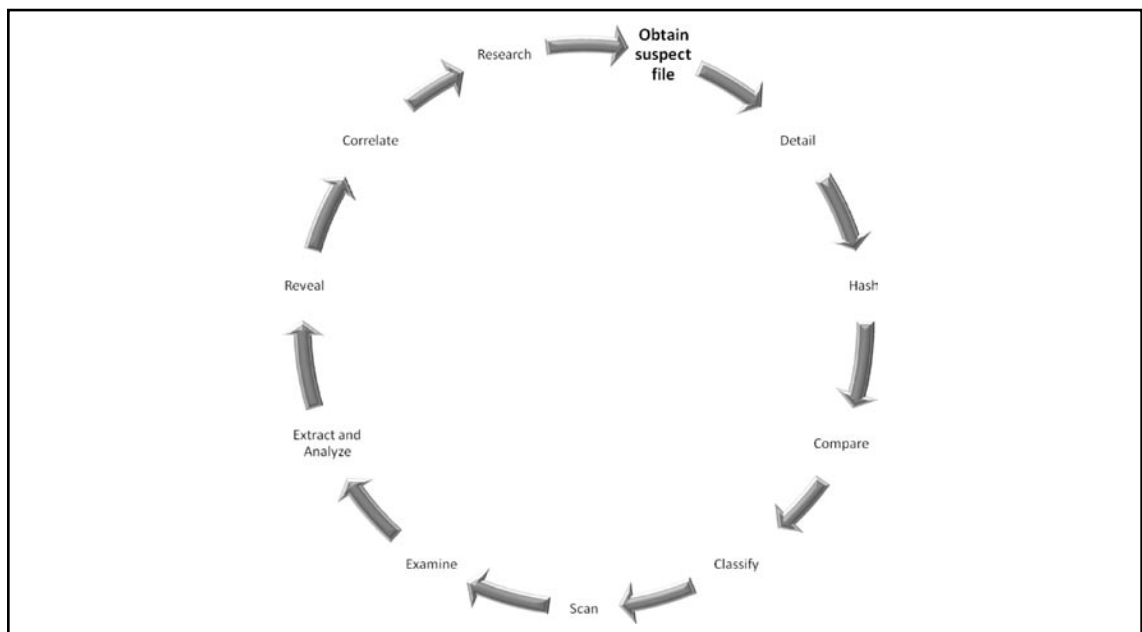 Obtain
suspect
file
Detail
Hash
Compare
Classify
Scan
Examine
Extract and
Analyze
Reveal
Correlate
Research